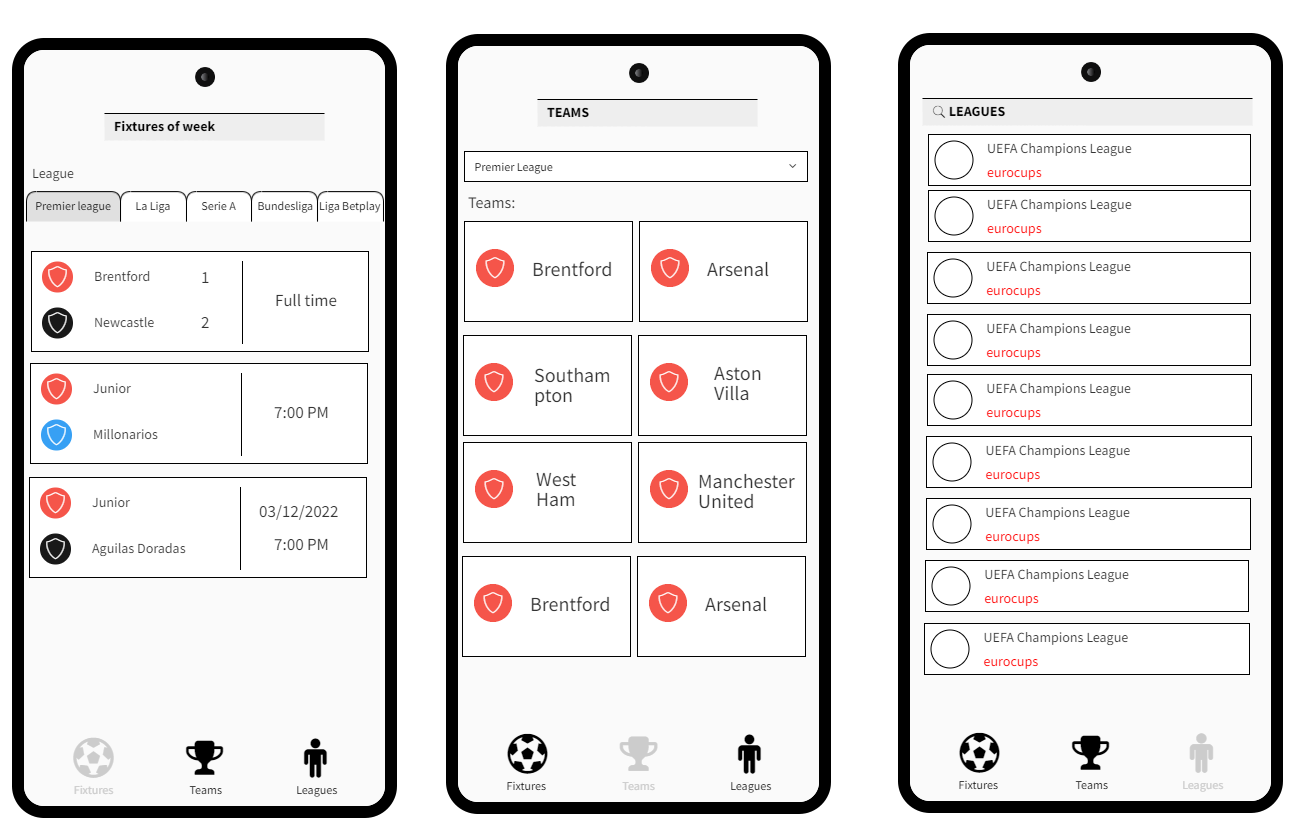 Fixtures of week
League
Premier league
La Liga
Serie A
Bundesliga
Liga Betplay
Brentford 1
Full time
Newcastle 2
Junior
7:00 PM
Millonarios
Junior
03/12/2022
7:00 PM
Aguilas Doradas
Fixtures
Teams
Leagues
TEAMS
Premier League
Teams:
Brentford
Arsenal
Southam
pton
Aston
Villa
West
Ham
Manchester
United
Brentford
Arsenal
Fixtures
Teams
Leagues
LEAGUES
UEFA Champions League
eurocups
UEFA Champions League
eurocups
UEFA Champions League
eurocups
UEFA Champions League
eurocups
UEFA Champions League
eurocups
UEFA Champions League
eurocups
UEFA Champions League
eurocups
UEFA Champions League
eurocups
UEFA Champions League
eurocups
Fixtures
Teams
Leagues